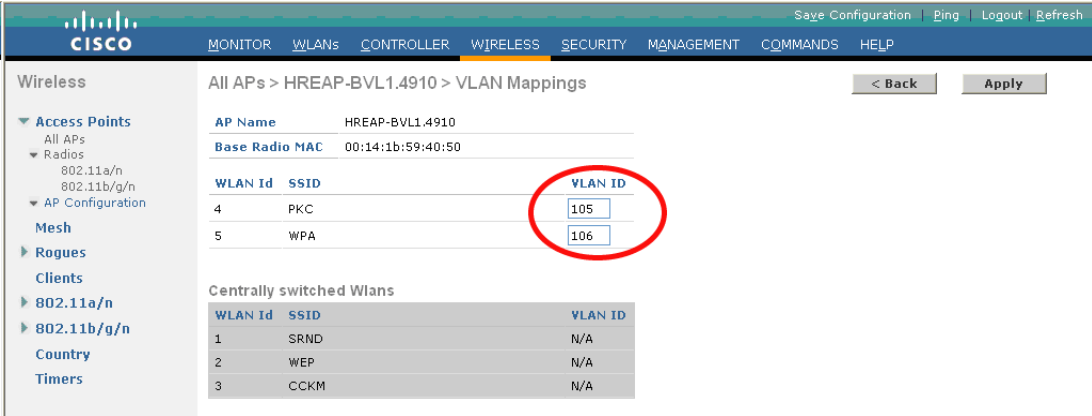 Save Configuration | Ping | Logout | Refresh
CISCO
MONITOR WLANs CONTROLLER WIRELESS SECURITY MANAGEMENT COMMANDS HELP
Wireless
Access Points
All APs
Radios
802.11a/n
802.11b/g/n
AP Configuration
Mesh
Rogues
Clients
802.11a/n
802.11b/g/n
Country
Timers
All APs > HREAP-BVL1.4910 > VLAN Mappings
< Back Apply
AP Name HREAP-BVL1.4910
Base Radio MAC 00:14:1b:59:40:50
WLAN Id SSID VLAN ID
4 PKC 105
5 WPA 106
Centrally switched Wlans
WLAN Id SSID VLAN ID
1 SRND N/A
2 WEP N/A
3 CCKM N/A